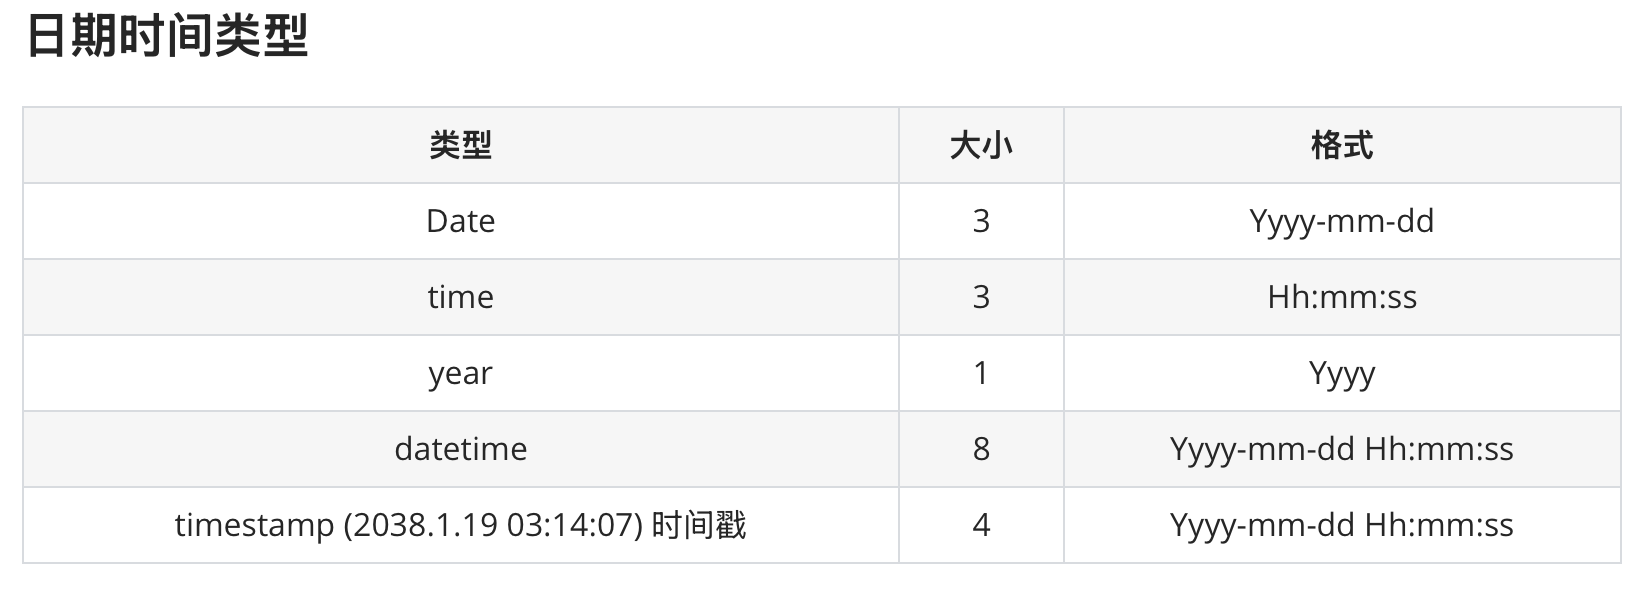 日期时间类型
类型 大小 格式
Date 3 Yyyy-mm-dd
time 3 Hh:mm:ss
year 1 Yyyy
datetime 8 Yyyy-mm-dd Hh:mm:ss
timestamp (2038.1.19 03:14:07) 时间戳 4 Yyyy-mm-dd Hh:mm:ss